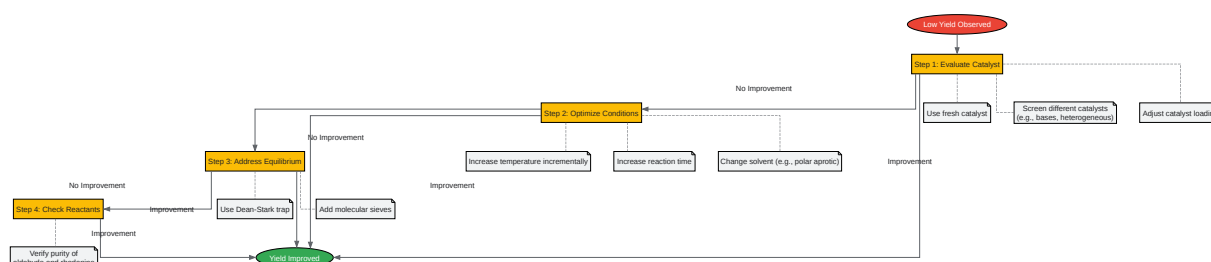 Low Yield Observed
Step 1: Evaluate Catalyst
No Improvement
Use fresh catalyst
Screen different catalysts
(e.g., bases, heterogeneous)
Adjust catalyst loadin
Step 2: Optimize Conditions
No Improvement
Increase temperature incrementally
Increase reaction time
Change solvent (e.g., polar aprotic)
Improvement
Step 3: Address Equilibrium
No Improvement
Improvement
Step 4: Check Reactants
Improvement
Use Dean-Stark trap
Add molecular sieves
Improvement
Verify purity of
Yield Improved